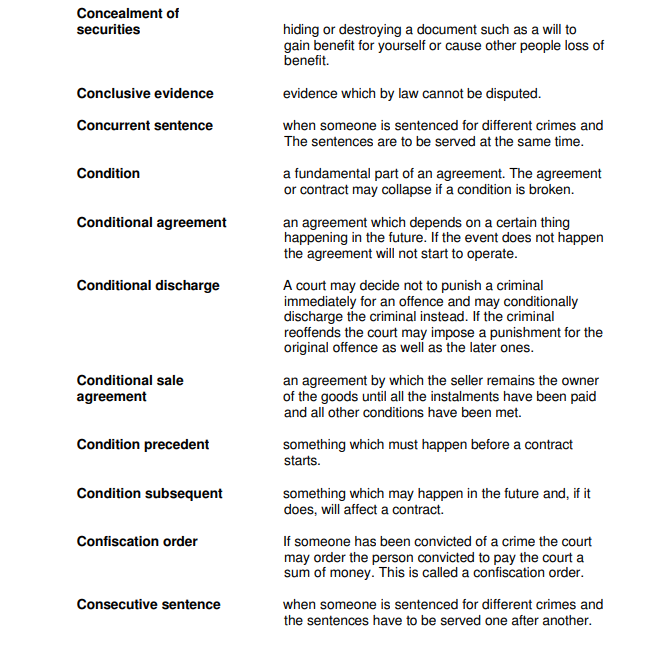 Concealment of
securities hiding or destroying a document such as a will to
gain benefit for yourself or cause other people loss of
benefit.
Conclusive evidence evidence which by law cannot be disputed.
Concurrent sentence when someone is sentenced for different crimes and
The sentences are to be served at the same time.
Condition a fundamental part of an agreement. The agreement
or contract may collapse if a condition is broken.
Conditional agreement an agreement which depends on a certain thing
happening in the future. If the event does not happen
the agreement will not start to operate.
Conditional discharge A court may decide not to punish a criminal
immediately for an offence and may conditionally
discharge the criminal instead. If the criminal
reoffends the court may impose a punishment for the
original offence as well as the later ones.
Conditional sale an agreement by which the seller remains the owner
agreement of the goods until all the instalments have been paid
and all other conditions have been met.
Condition precedent something which must happen before a contract
starts.
Condition subsequent something which may happen in the future and, if it
does, will affect a contract.
Confiscation order If someone has been convicted of a crime the court
may order the person convicted to pay the court a
sum of money. This is called a confiscation order.
Consecutive sentence when someone is sentenced for different crimes and
the sentences have to be served one after another.